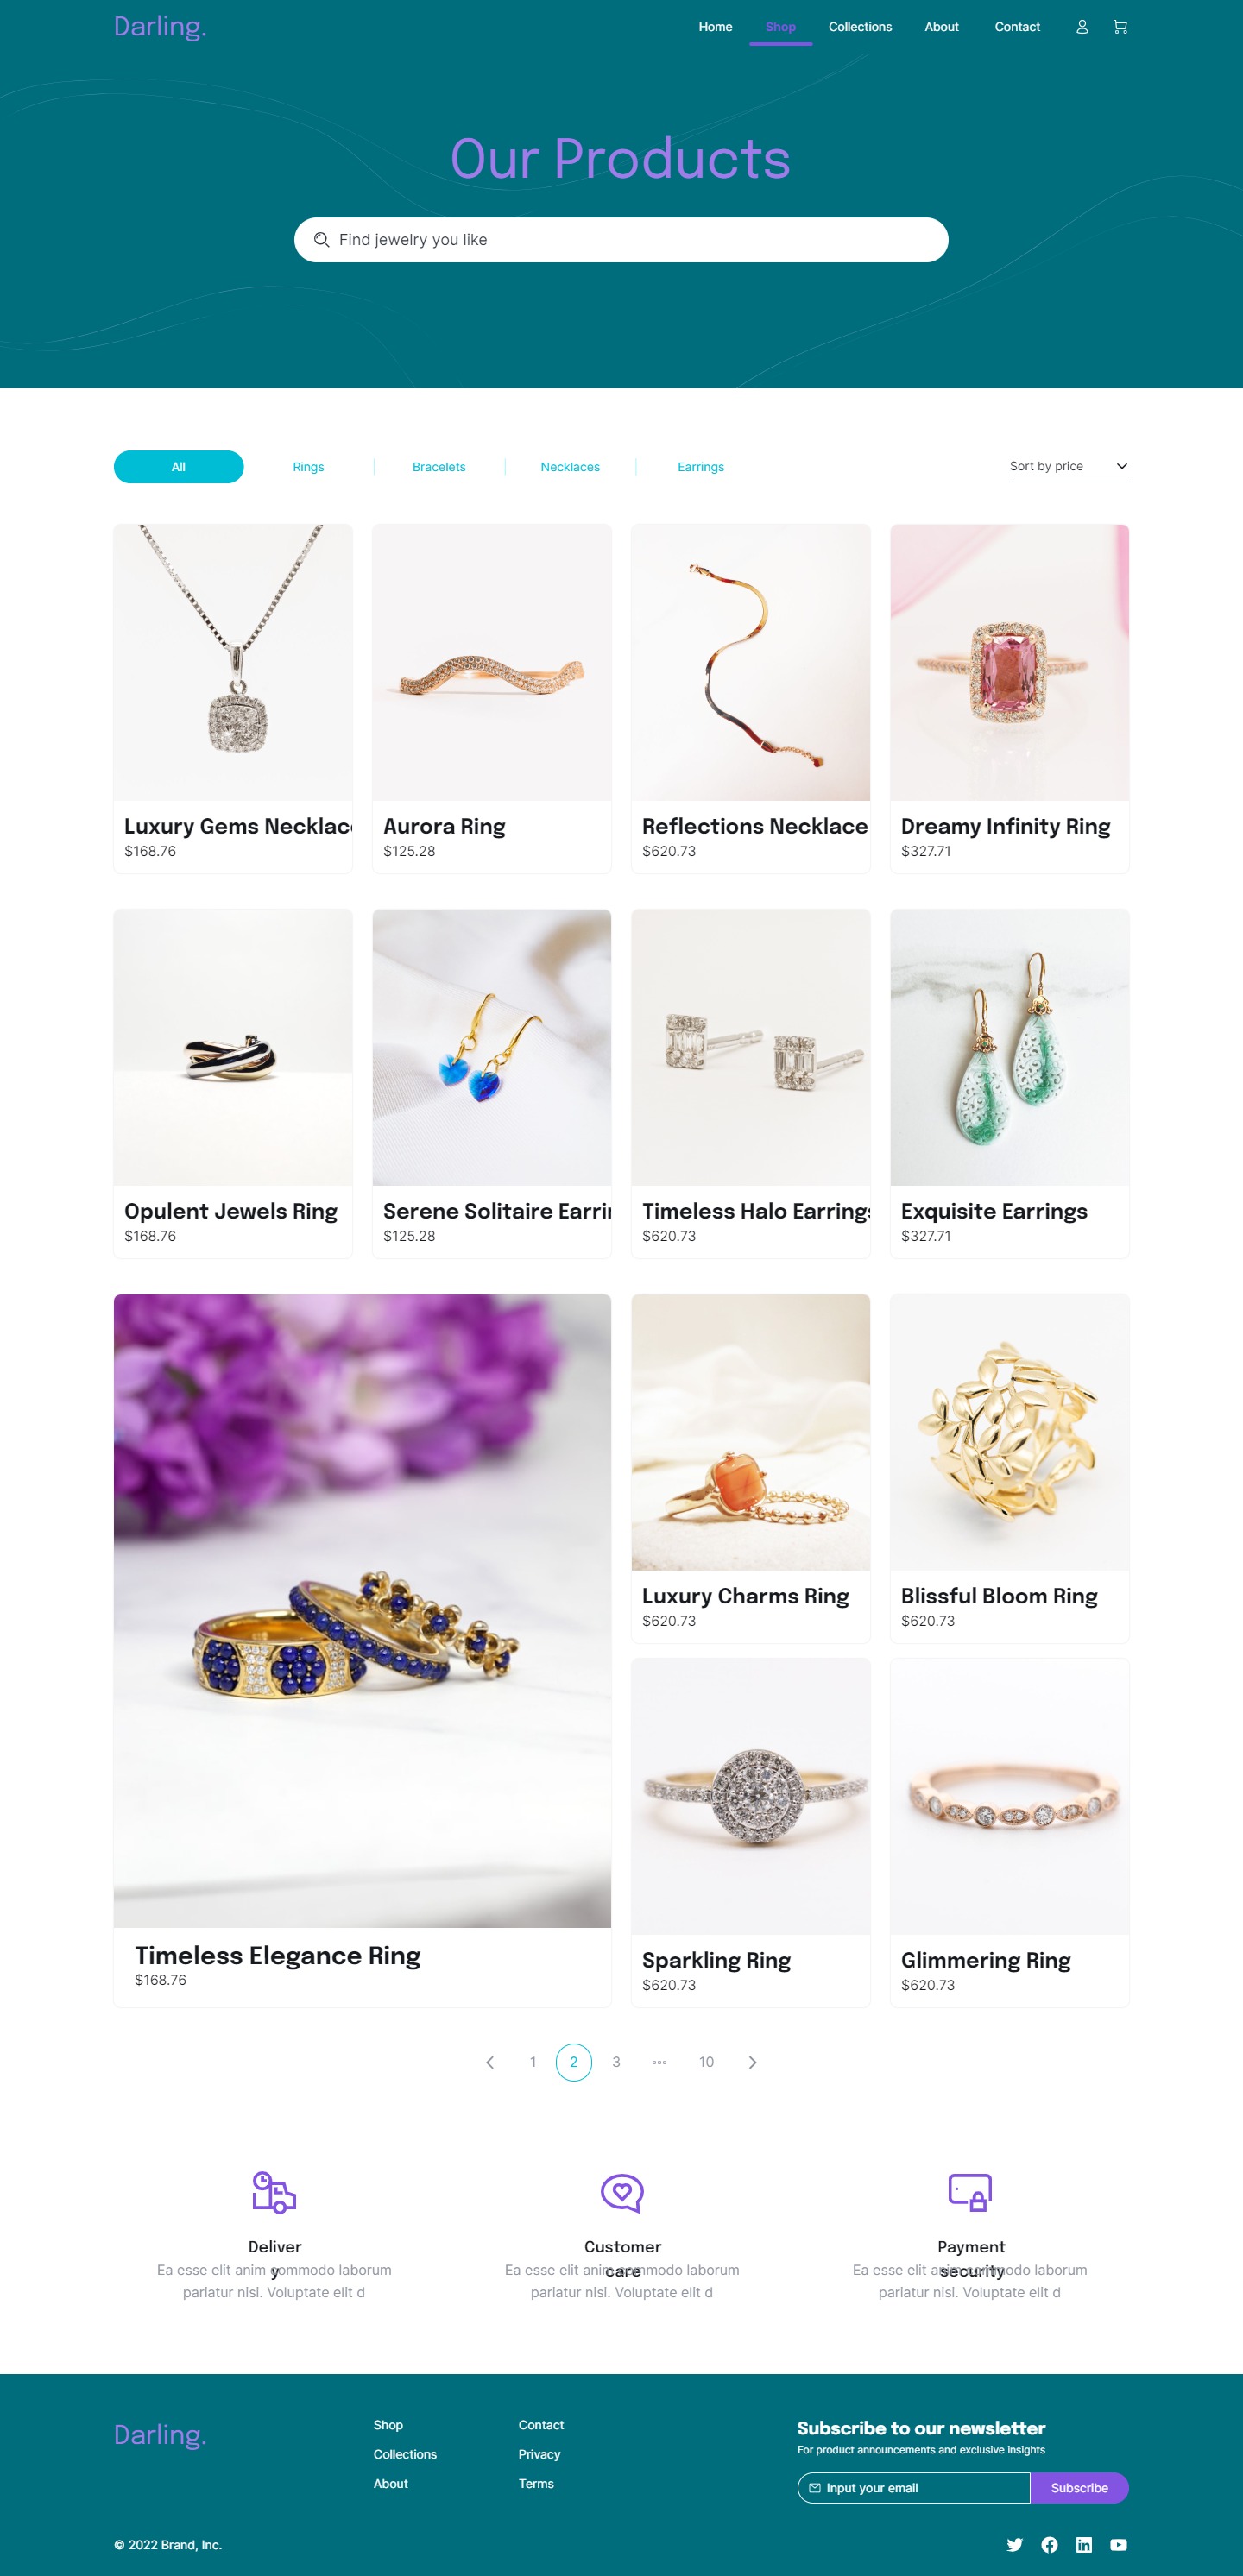 Darling.
Home
Shop
Collections
About
Contact
Our Products
Find jewelry you like
All
Rings
Bracelets
Necklaces
Earrings
Sort by price
Luxury Gems Necklac
$168.76
Aurora Ring
$125.28
Reflections Necklace
$620.73
Dreamy Infinity Ring
$327.71
Opulent Jewels Ring
$168.76
Serene Solitaire Earrin
$125.28
Timeless Halo Earrings
$620.73
Exquisite Earrings
$327.71
Timeless Elegance Ring
$168.76
Luxury Charms Ring
$620.73
Blissful Bloom Ring
$620.73
Sparkling Ring
$620.73
Glimmering Ring
$620.73
1 2 3 ••• 10
Deliver
y
Ea esse elit anim commodo laborum
pariatur nisi. Voluptate elit d
Customer
care
Ea esse elit anim commodo laborum
pariatur nisi. Voluptate elit d
Payment
security
Ea esse elit anim commodo laborum
pariatur nisi. Voluptate elit d
Darling.
Shop
Collections
About
Contact
Privacy
Terms
Subscribe to our newsletter
For product announcements and exclusive insights
Input your email
Subscribe
© 2022 Brand, Inc.